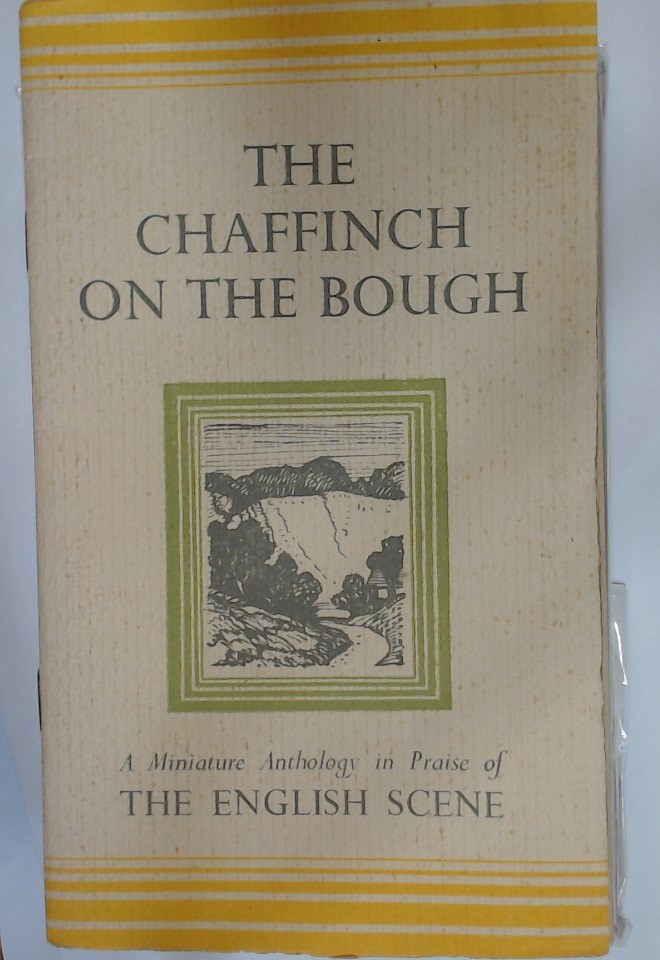 THE
CHAFFINCH
ON THE BOUGH
A Miniature Anthology in Praise of
THE ENGLISH SCENE